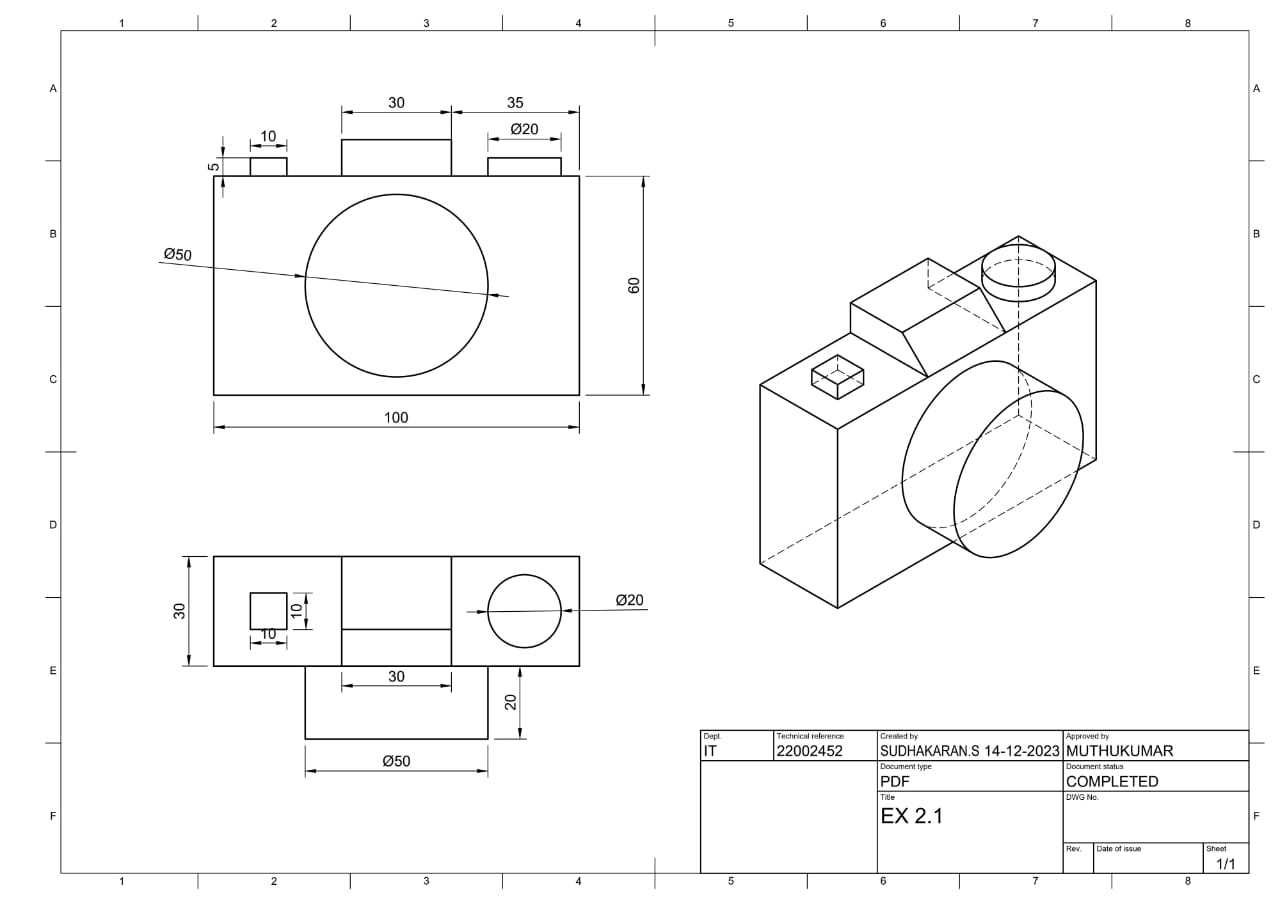 1 2 3 4 5 6 7 8
A A
30 35
10 Ø20
5
B B
Ø50
60
C C
100
D D
30 10 Ø20
10
E E
30
20
Ø50
Dept. Technical reference Created by Approved by
IT 22002452 SUDHAKARAN.S 14-12-2023 MUTHUKUMAR
Document type Document status
PDF COMPLETED
Title DWG No.
EX 2.1
F F
Rev. Date of issue Sheet
1/1
1 2 3 4 5 6 7 8